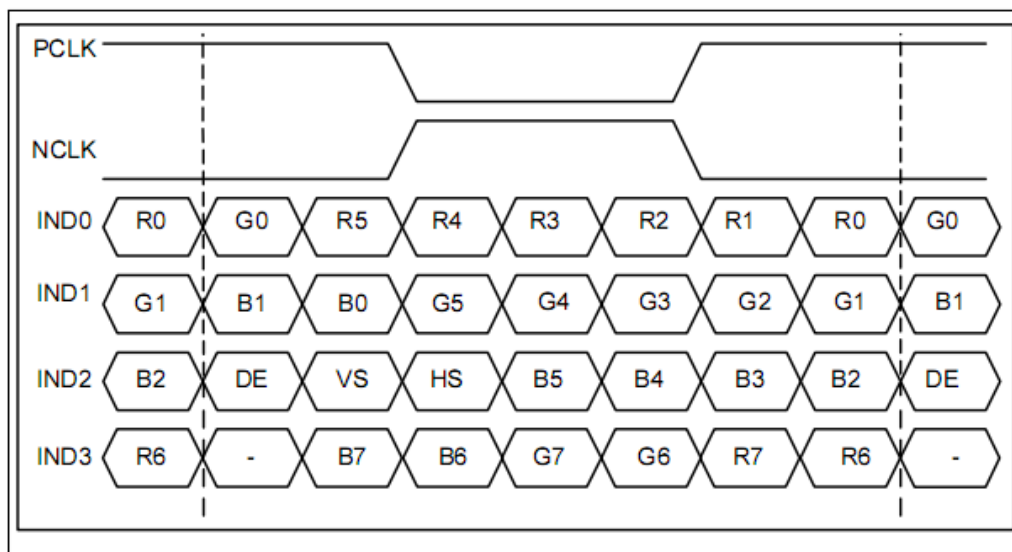 PCLK
NCLK
IND0 R0 G0 R5 R4 R3 R2 R1 R0 G0
IND1 G1 B1 B0 G5 G4 G3 G2 G1 B1
IND2 B2 DE VS HS B5 B4 B3 B2 DE
IND3 R6 - B7 B6 G7 G6 R7 R6 -